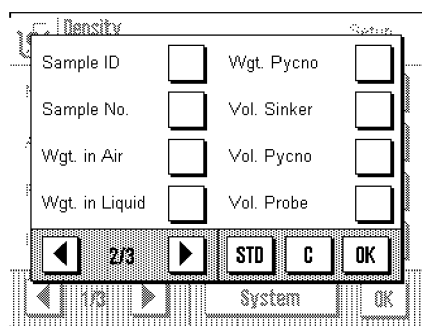 Density Setup
Sample ID Wgt. Pycno
Sample No. Vol. Sinker
Wgt. in Air Vol. Pycno
Wgt. in Liquid Vol. Probe
2/3 STD C OK
1/3 System OK